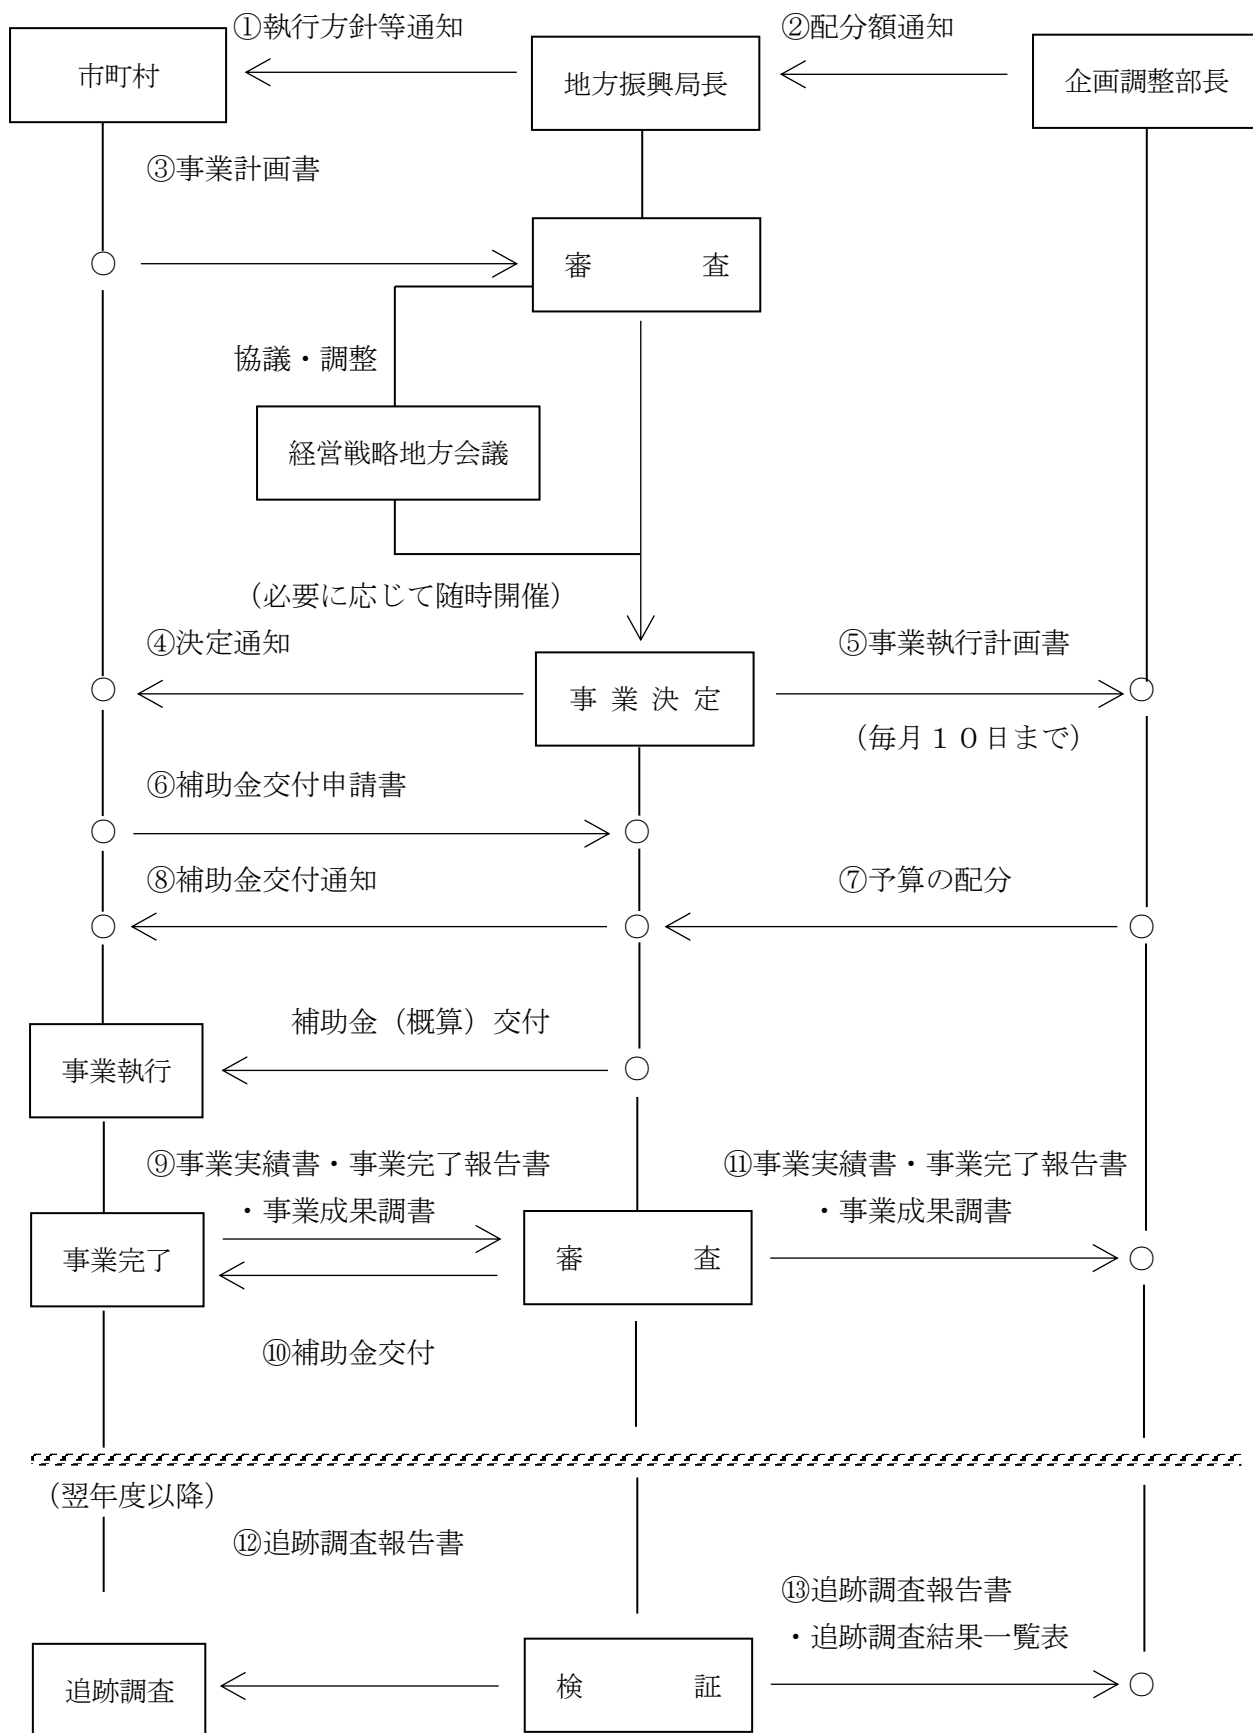 ①執行方針等通知
②配分額通知
市町村
地方振興局長
企画調整部長
③事業計画書
審　　　査
協議・調整
経営戦略地方会議
（必要に応じて随時開催）
④決定通知
⑤事業執行計画書
事 業 決 定
（毎月１０日まで）
⑥補助金交付申請書
⑧補助金交付通知
⑦予算の配分
補助金（概算）交付
事業執行
⑨事業実績書・事業完了報告書
・事業成果調書
⑪事業実績書・事業完了報告書
・事業成果調書
事業完了
審　　　査
⑩補助金交付
（翌年度以降）
⑫追跡調査報告書
⑬追跡調査報告書
・追跡調査結果一覧表
追跡調査
検　　　証